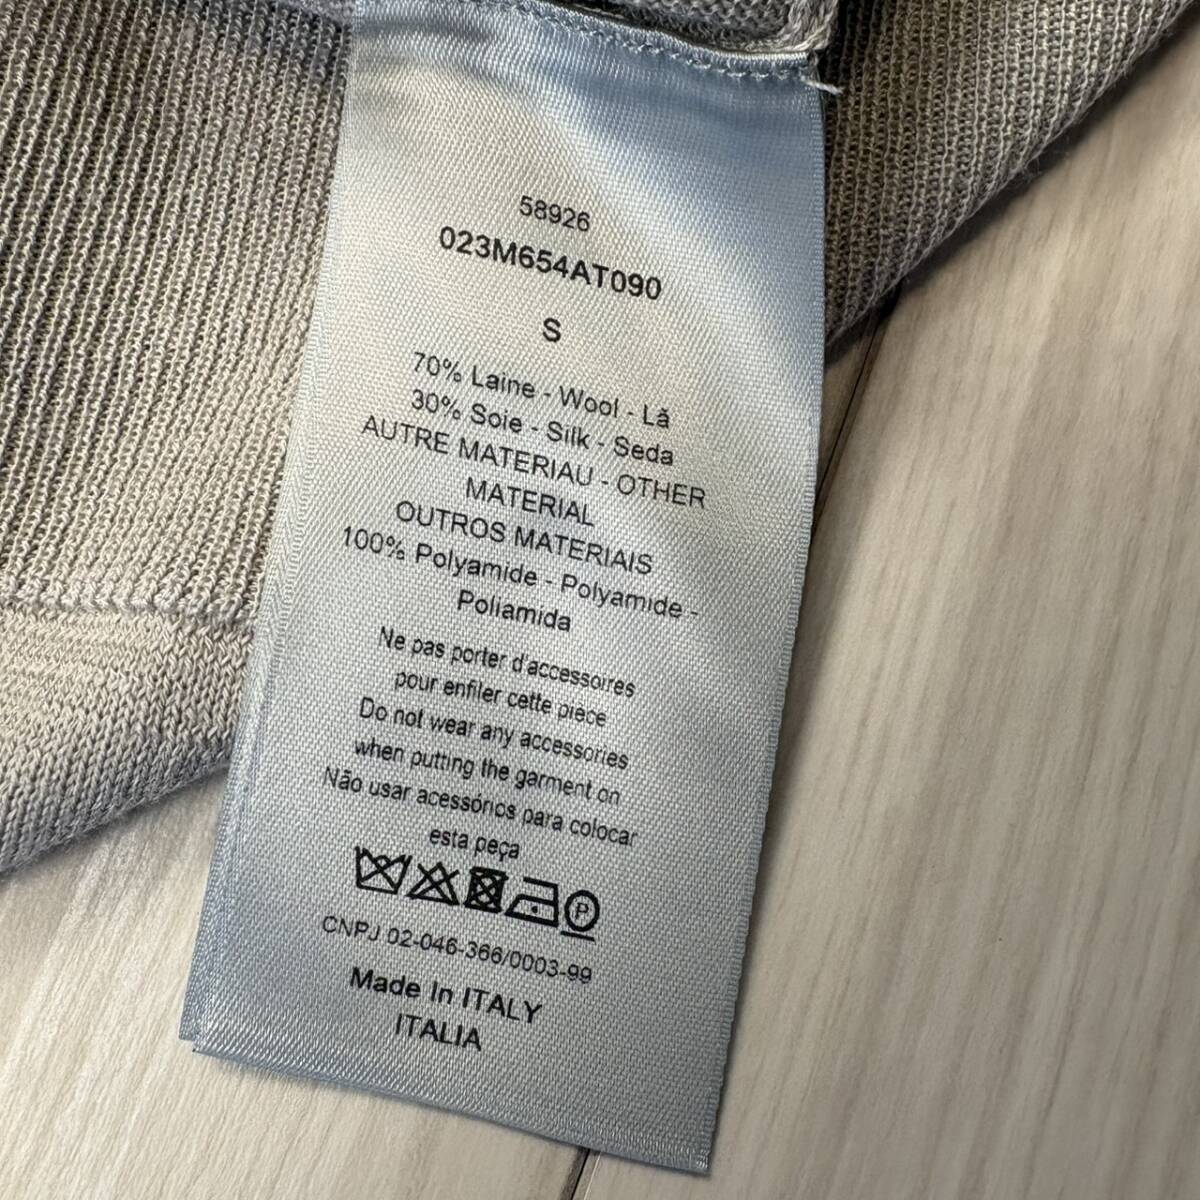 58926
023M654AT090
S
70% Laine - Wool - Lã
30% Soie - Silk - Seda
AUTRE MATERIAU - OTHER
MATERIAL
OUTROS MATERIAIS
100% Polyamide - Polyamide -
Poliamida
Ne pas porter d'accessoires
pour enfiler cette pièce
Do not wear any accessories
when putting the garment on
Não usar acessórios para colocar
esta peça
P
CNPJ 02-046-366/0003-99
Made In ITALY
ITALIA